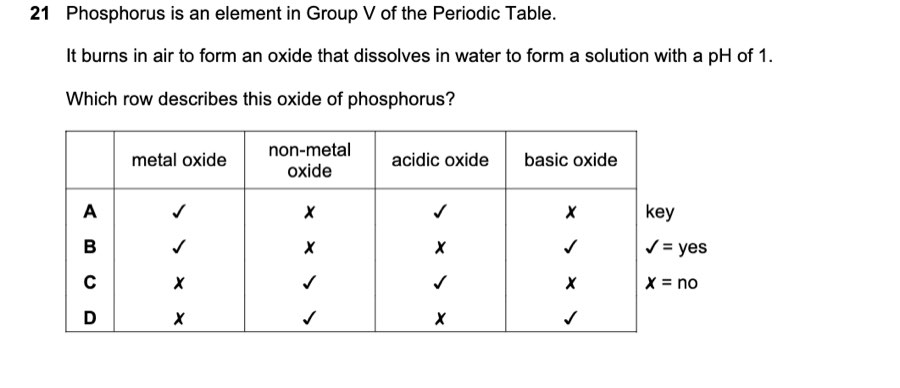 21 Phosphorus is an element in Group V of the Periodic Table.
It burns in air to form an oxide that dissolves in water to form a solution with a pH of 1.
Which row describes this oxide of phosphorus?
metal oxide non-metal oxide acidic oxide basic oxide
A ✓ ✗ ✓ ✗ key
B ✓ ✗ ✗ ✓ ✓ = yes
C ✗ ✓ ✓ ✗ ✗ = no
D ✗ ✓ ✗ ✓